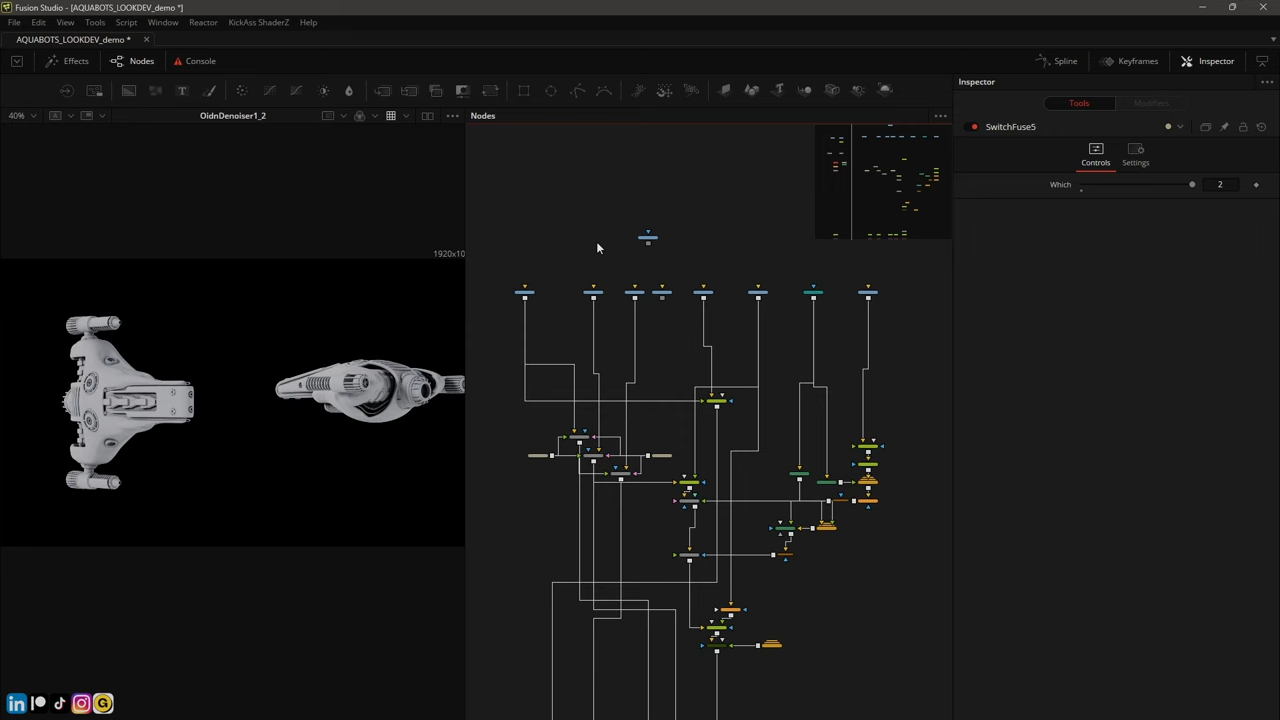 Fusion Studio - [AQUABOTS_LOOKDEV_demo *]
File Edit View Tools Script Window Reactor KickAss ShaderZ Help
AQUABOTS_LOOKDEV_demo *
Effects Nodes Console Spline Keyframes Inspector
40% OidnDenoiser1_2 Nodes
Inspector
Tools Modifiers
SwitchFuse5
Controls Settings
Which 2
1920x10
in
G